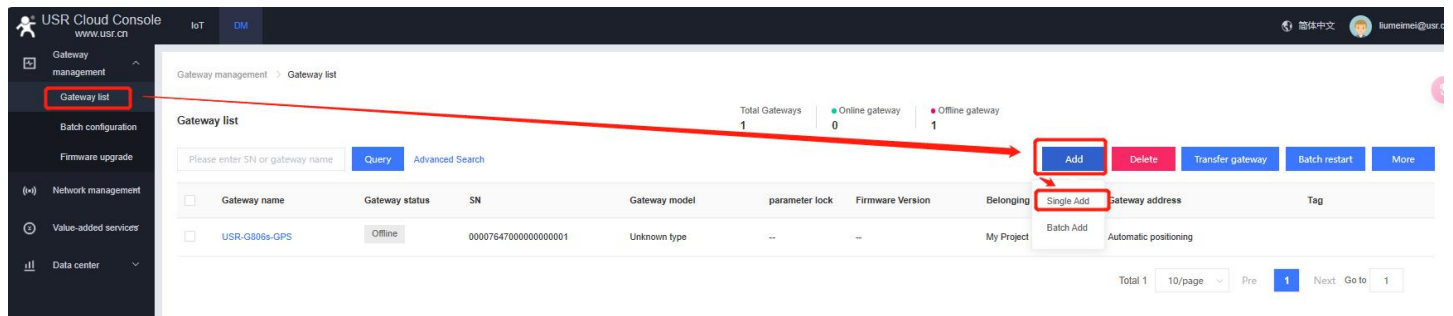 USR Cloud Console
www.usr.cn
IoT
DM
简体中文
liumeimei@usr.c
Gateway management
Gateway list
Batch configuration
Firmware upgrade
Network management
Value-added services
Data center
Gateway management > Gateway list
Gateway list
Total Gateways
1
Online gateway
0
Offline gateway
1
Please enter SN or gateway name
Query
Advanced Search
Add
Delete
Transfer gateway
Batch restart
More
Single Add
Batch Add
Gateway name
Gateway status
SN
Gateway model
parameter lock
Firmware Version
Belonging
Gateway address
Tag
USR-G806s-GPS
Offline
00007647000000000001
Unknown type
--
--
My Project
Automatic positioning
Total 1
10/page
Pre
1
Next
Go to
1